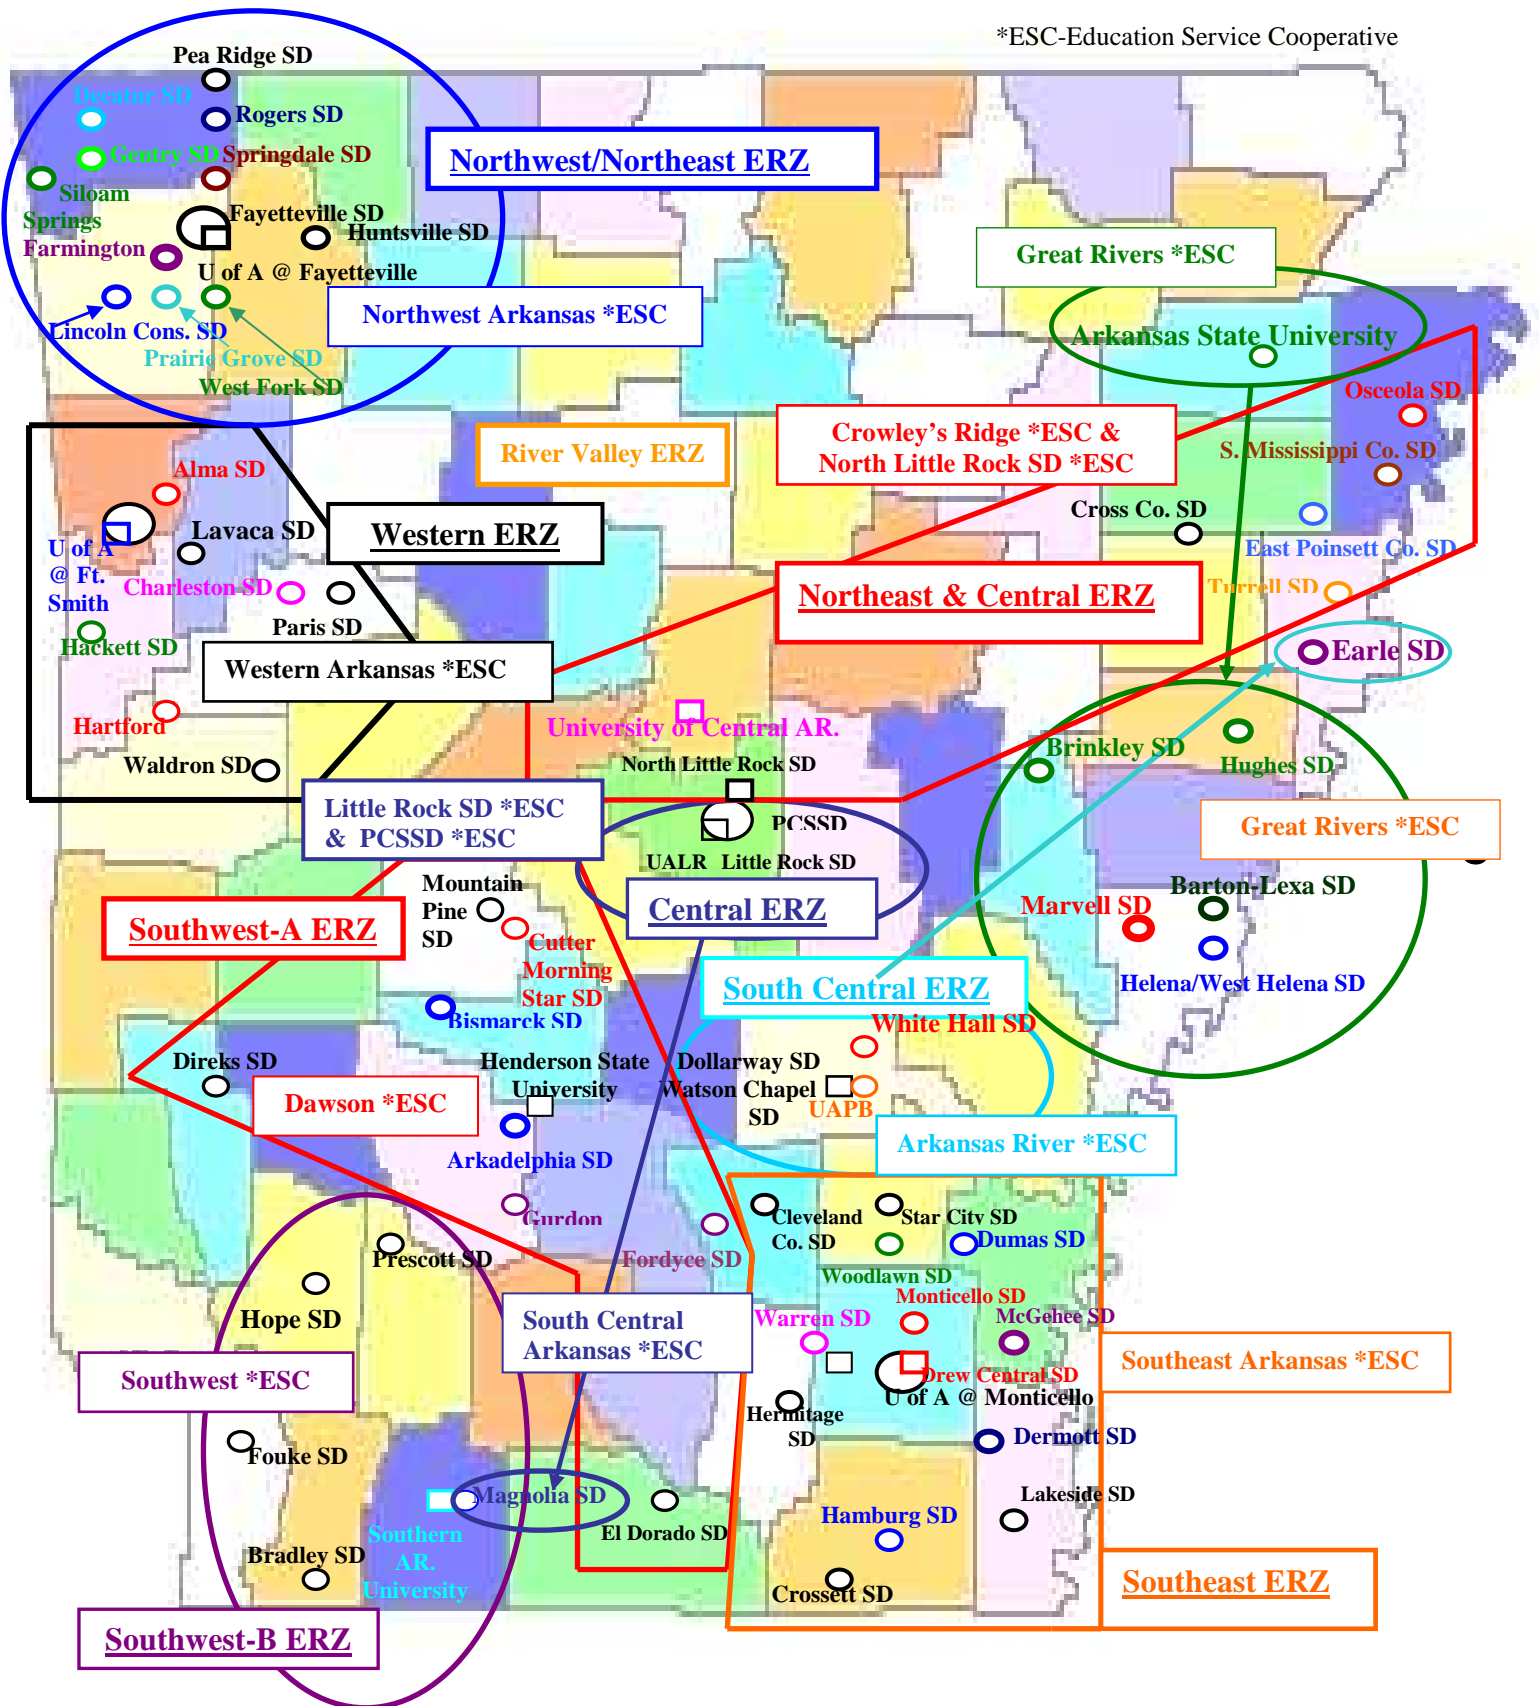 *ESC-Education Service Cooperative
Pea Ridge SD
Decatur SD
Rogers SD
Gentry SD
Springdale SD
Northwest/Northeast ERZ
Siloam
Springs
Fayetteville SD
Huntsville SD
Farmington
U of A @ Fayetteville
Great Rivers *ESC
Northwest Arkansas *ESC
Lincoln Cons. SD
Prairie Grove SD
West Fork SD
Arkansas State University
Osceola SD
Crowley's Ridge *ESC &
North Little Rock SD *ESC
S. Mississippi Co. SD
River Valley ERZ
Alma SD
Cross Co. SD
Lavaca SD
Western ERZ
U of A
@ Ft.
Smith
East Poinsett Co. SD
Charleston SD
Paris SD
Northeast & Central ERZ
Turrell SD
Hackett SD
Western Arkansas *ESC
Earle SD
Hartford
University of Central AR.
Waldron SD
North Little Rock SD
Brinkley SD
Hughes SD
Little Rock SD *ESC
& PCSSD *ESC
PCSSD
UALR Little Rock SD
Great Rivers *ESC
Mountain
Pine
SD
Central ERZ
Barton-Lexa SD
Marvell SD
Southwest-A ERZ
Cutter
Morning
Star SD
South Central ERZ
Helena/West Helena SD
Bismarck SD
White Hall SD
Direks SD
Henderson State
University
Dollarway SD
Watson Chapel
SD
UAPB
Dawson *ESC
Arkansas River *ESC
Arkadelphia SD
Gurdon
Cleveland
Co. SD
Star City SD
Dumas SD
Prescott SD
Fordyce SD
Woodlawn SD
Hope SD
Monticello SD
South Central
Arkansas *ESC
Warren SD
McGehee SD
Southwest *ESC
Drew Central SD
U of A @ Monticello
Southeast Arkansas *ESC
Hermitage
SD
Fouke SD
Dermott SD
Magnolia SD
Lakeside SD
Southern
AR.
University
El Dorado SD
Hamburg SD
Bradley SD
Crossett SD
Southeast ERZ
Southwest-B ERZ